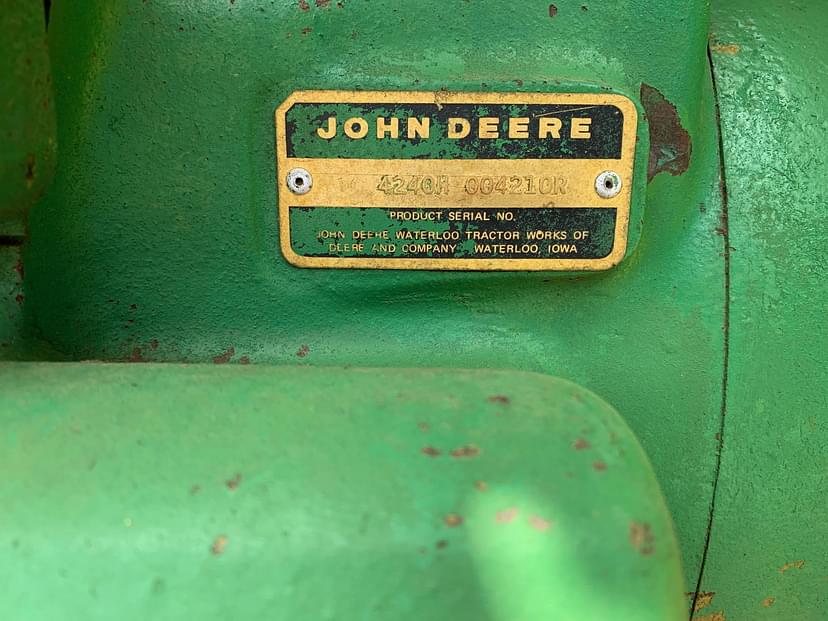 JOHN DEERE
4240H 004210R
PRODUCT SERIAL NO.
JOHN DEERE WATERLOO TRACTOR WORKS OF
DEERE AND COMPANY WATERLOO, IOWA